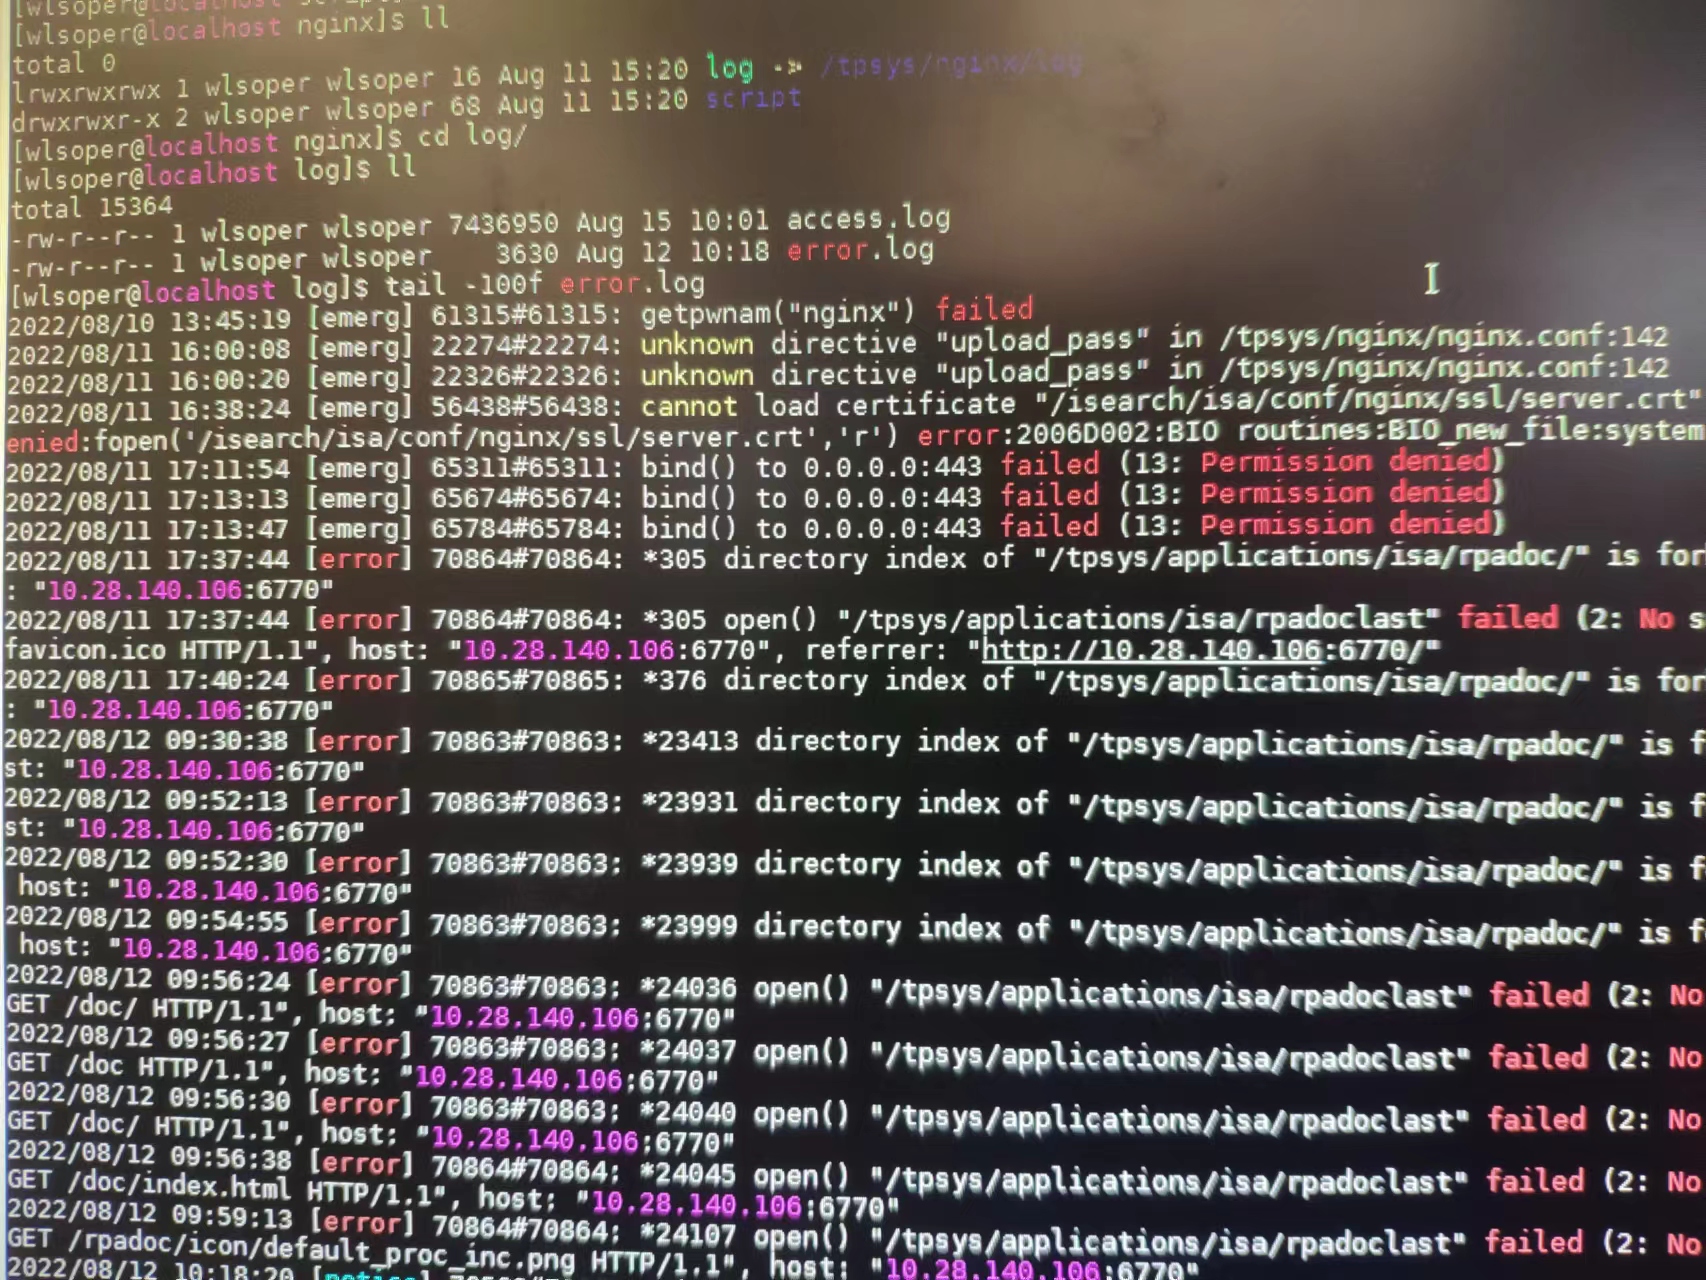 [wlsoper@localhost
[wlsoper@localhost nginx]$ ll
total 0
lrwxrwxrwx 1 wlsoper wlsoper 16 Aug 11 15:20 log -> /tpsys/nginx/log
drwxrwxr-x 2 wlsoper wlsoper 68 Aug 11 15:20 script
[wlsoper@localhost nginx]$ cd log/
[wlsoper@localhost log]$ ll
total 15364
-rw-r--r-- 1 wlsoper wlsoper 7436950 Aug 15 10:01 access.log
-rw-r--r-- 1 wlsoper wlsoper    3630 Aug 12 10:18 error.log
[wlsoper@localhost log]$ tail -100f error.log
2022/08/10 13:45:19 [emerg] 61315#61315: getpwnam("nginx") failed
2022/08/11 16:00:08 [emerg] 22274#22274: unknown directive "upload_pass" in /tpsys/nginx/nginx.conf:142
2022/08/11 16:00:20 [emerg] 22326#22326: unknown directive "upload_pass" in /tpsys/nginx/nginx.conf:142
2022/08/11 16:38:24 [emerg] 56438#56438: cannot load certificate "/isearch/isa/conf/nginx/ssl/server.crt"
enied:fopen('/isearch/isa/conf/nginx/ssl/server.crt','r') error:2006D002:BIO routines:BIO_new_file:system
2022/08/11 17:11:54 [emerg] 65311#65311: bind() to 0.0.0.0:443 failed (13: Permission denied)
2022/08/11 17:13:13 [emerg] 65674#65674: bind() to 0.0.0.0:443 failed (13: Permission denied)
2022/08/11 17:13:47 [emerg] 65784#65784: bind() to 0.0.0.0:443 failed (13: Permission denied)
2022/08/11 17:37:44 [error] 70864#70864: *305 directory index of "/tpsys/applications/isa/rpadoc/" is for
: "10.28.140.106:6770"
2022/08/11 17:37:44 [error] 70864#70864: *305 open() "/tpsys/applications/isa/rpadoclast" failed (2: No s
favicon.ico HTTP/1.1", host: "10.28.140.106:6770", referrer: "http://10.28.140.106:6770/"
2022/08/11 17:40:24 [error] 70865#70865: *376 directory index of "/tpsys/applications/isa/rpadoc/" is for
: "10.28.140.106:6770"
2022/08/12 09:30:38 [error] 70863#70863: *23413 directory index of "/tpsys/applications/isa/rpadoc/" is f
st: "10.28.140.106:6770"
2022/08/12 09:52:13 [error] 70863#70863: *23931 directory index of "/tpsys/applications/isa/rpadoc/" is f
st: "10.28.140.106:6770"
2022/08/12 09:52:30 [error] 70863#70863: *23939 directory index of "/tpsys/applications/isa/rpadoc/" is f
host: "10.28.140.106:6770"
2022/08/12 09:54:55 [error] 70863#70863: *23999 directory index of "/tpsys/applications/isa/rpadoc/" is f
host: "10.28.140.106:6770"
2022/08/12 09:56:24 [error] 70863#70863: *24036 open() "/tpsys/applications/isa/rpadoclast" failed (2: No
GET /doc/ HTTP/1.1", host: "10.28.140.106:6770"
2022/08/12 09:56:27 [error] 70863#70863: *24037 open() "/tpsys/applications/isa/rpadoclast" failed (2: No
GET /doc HTTP/1.1", host: "10.28.140.106:6770"
2022/08/12 09:56:30 [error] 70863#70863: *24040 open() "/tpsys/applications/isa/rpadoclast" failed (2: No
GET /doc/ HTTP/1.1", host: "10.28.140.106:6770"
2022/08/12 09:56:38 [error] 70864#70864: *24045 open() "/tpsys/applications/isa/rpadoclast" failed (2: No
GET /doc/index.html HTTP/1.1", host: "10.28.140.106:6770"
2022/08/12 09:59:13 [error] 70864#70864: *24107 open() "/tpsys/applications/isa/rpadoclast" failed (2: No
GET /rpadoc/icon/default_proc_inc.png HTTP/1.1", host: "10.28.140.106:6770"
2022/08/12 10:18:20 [notice]